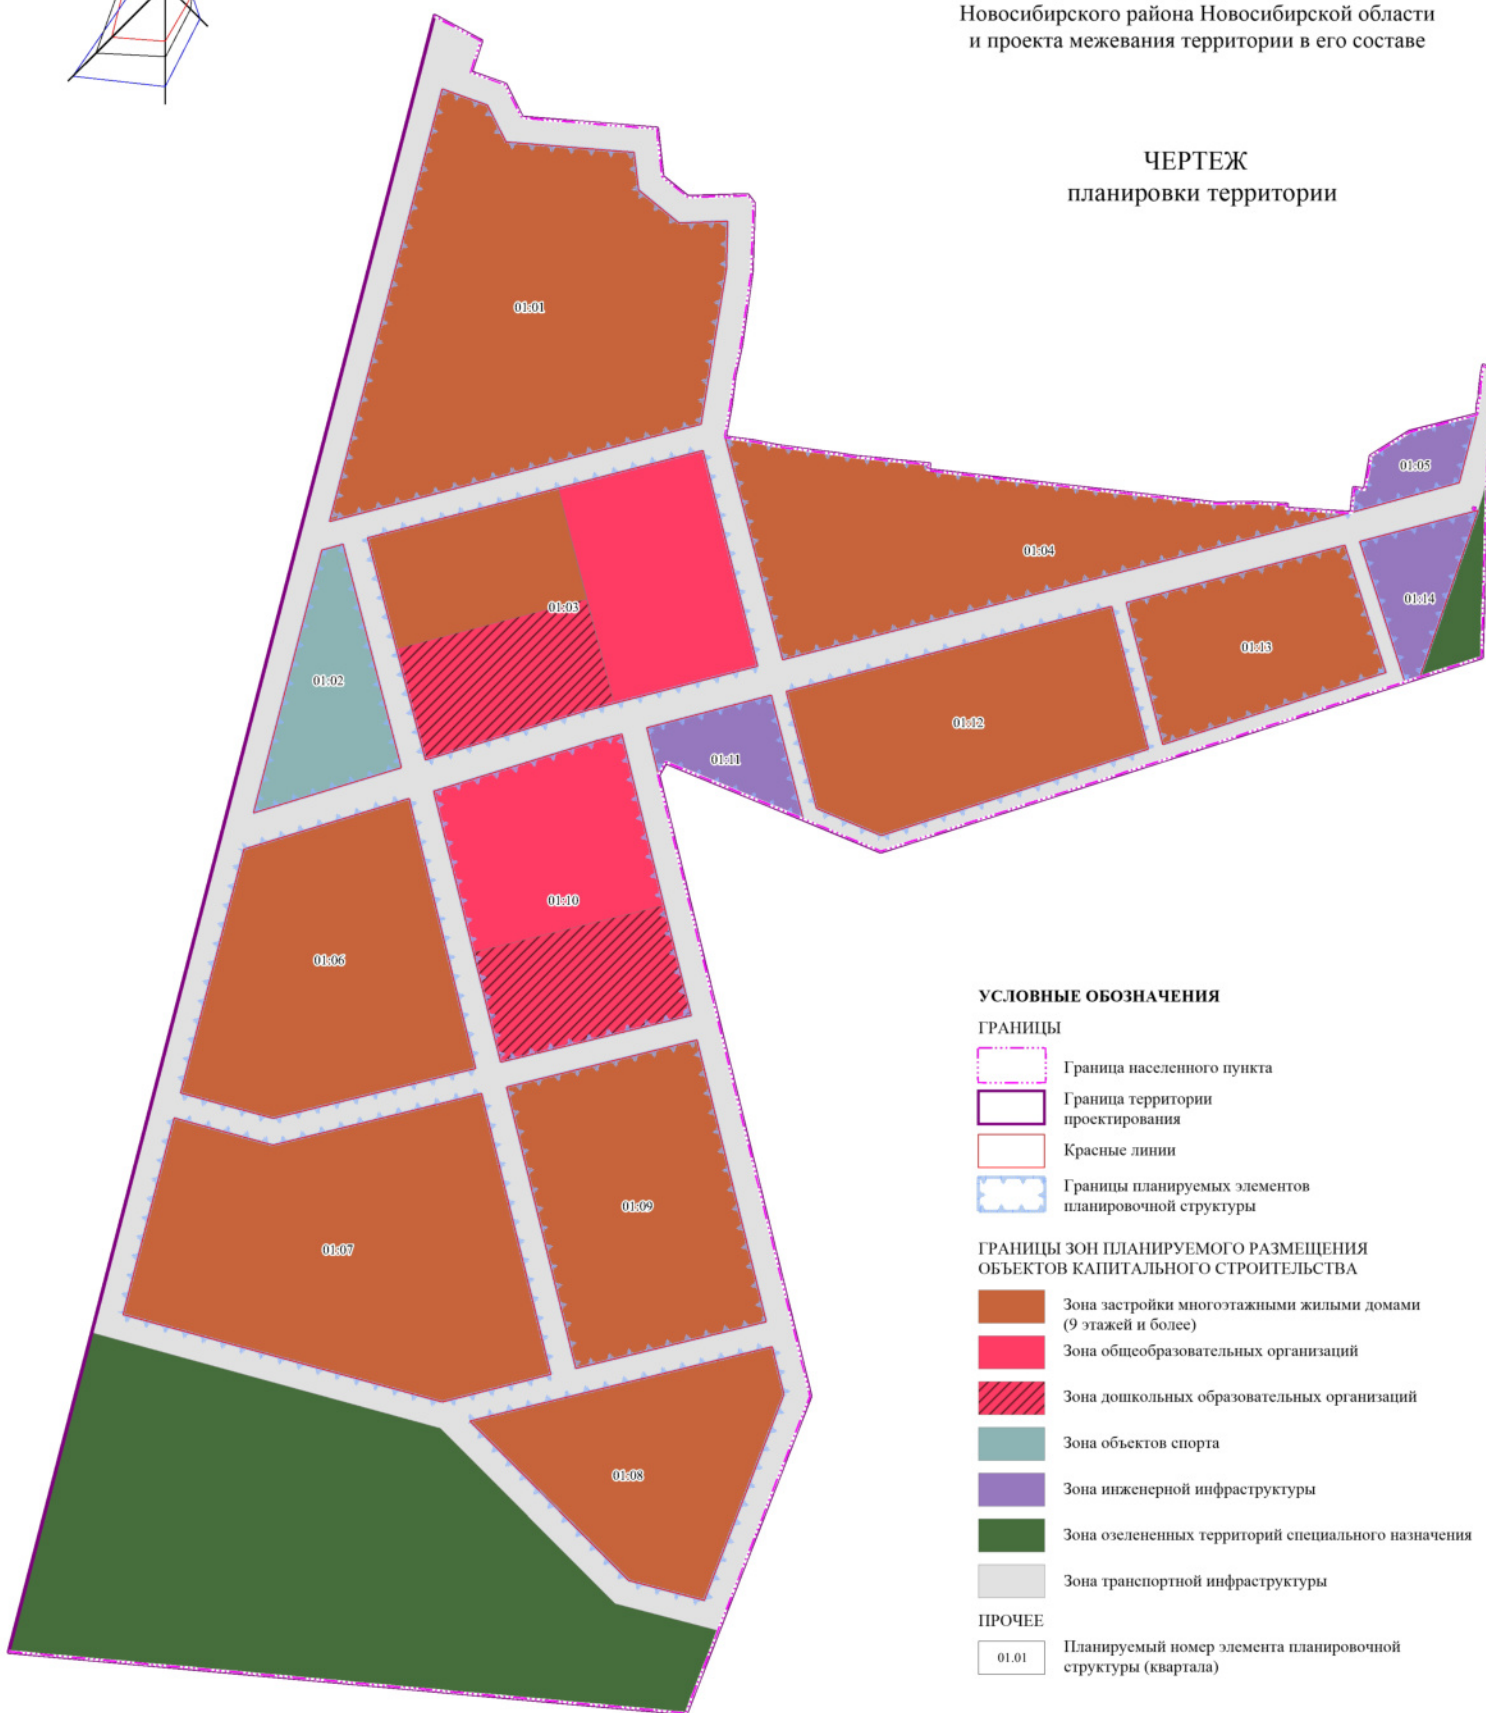 Новосибирского района Новосибирской области
и проекта межевания территории в его составе
ЧЕРТЕЖ
планировки территории
01:01
01:05
01:04
01:14
01:03
01:13
01:02
01:12
01:11
01:10
01:06
01:09
01:07
01:08
УСЛОВНЫЕ ОБОЗНАЧЕНИЯ
ГРАНИЦЫ
Граница населенного пункта
Граница территории
проектирования
Красные линии
Границы планируемых элементов
планировочной структуры
ГРАНИЦЫ ЗОН ПЛАНИРУЕМОГО РАЗМЕЩЕНИЯ
ОБЪЕКТОВ КАПИТАЛЬНОГО СТРОИТЕЛЬСТВА
Зона застройки многоэтажными жилыми домами
(9 этажей и более)
Зона общеобразовательных организаций
Зона дошкольных образовательных организаций
Зона объектов спорта
Зона инженерной инфраструктуры
Зона озелененных территорий специального назначения
Зона транспортной инфраструктуры
ПРОЧЕЕ
01.01
Планируемый номер элемента планировочной
структуры (квартала)